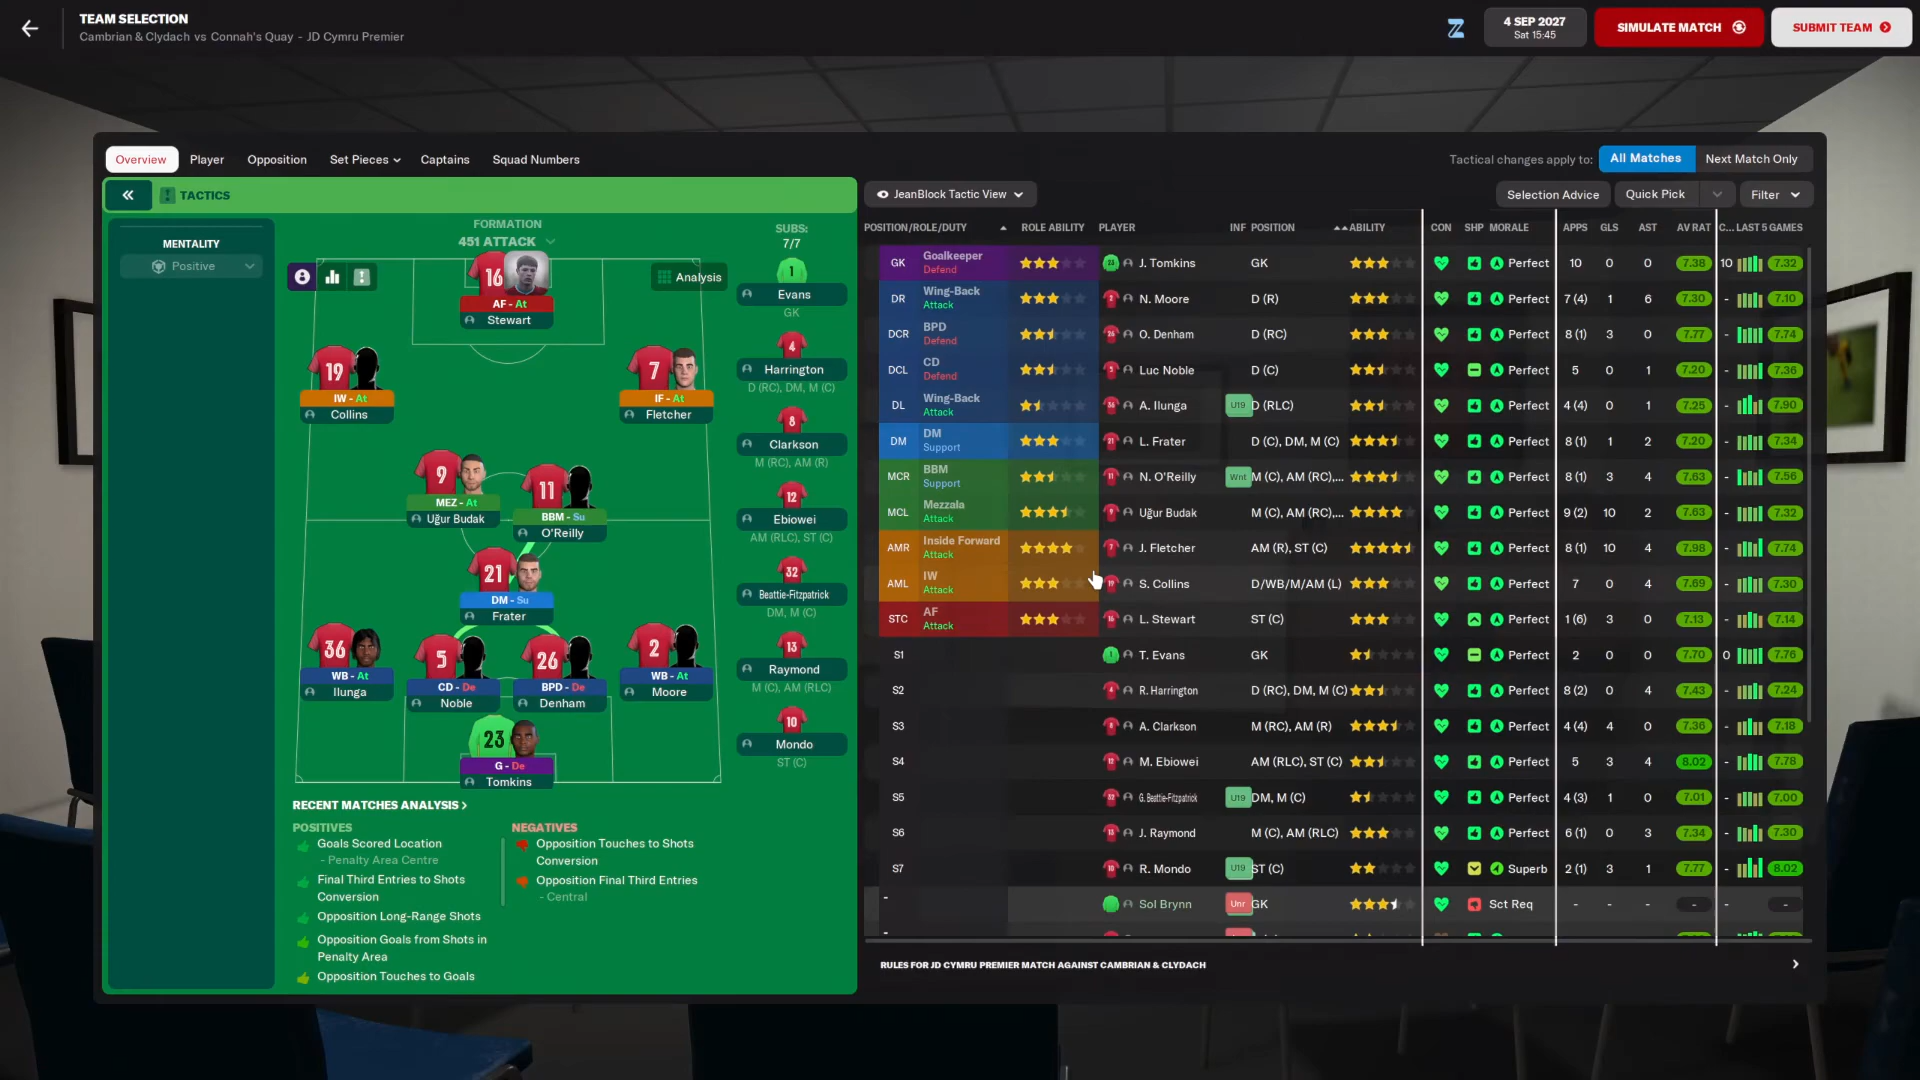 TEAM SELECTION
Cambrian & Clydach vs Connah's Quay - JD Cymru Premier
4 SEP 2027
Sat 15:45
SIMULATE MATCH
SUBMIT TEAM
Overview Player Opposition Set Pieces Captains Squad Numbers
Tactical changes apply to: All Matches Next Match Only
TACTICS
MENTALITY
Positive
FORMATION
451 ATTACK
Analysis
16
AF - At
Stewart
19
IW - At
Collins
7
IF - At
Fletcher
9
MEZ - At
Uğur Budak
11
BBM - Su
O'Reilly
21
DM - Su
Frater
36
WB - At
Ilunga
5
CD - De
Noble
26
BPD - De
Denham
2
WB - At
Moore
23
G - De
Tomkins
SUBS:
7/7
1
Evans
GK
4
Harrington
D (RC), DM, M (C)
8
Clarkson
M (RC), AM (R)
12
Ebiowei
AM (RLC), ST (C)
32
Beattie-Fitzpatrick
DM, M (C)
13
Raymond
M (C), AM (RLC)
10
Mondo
ST (C)
RECENT MATCHES ANALYSIS
POSITIVES
Goals Scored Location
- Penalty Area Centre
Final Third Entries to Shots
Conversion
Opposition Long-Range Shots
Opposition Goals from Shots in
Penalty Area
Opposition Touches to Goals
NEGATIVES
Opposition Touches to Shots
Conversion
Opposition Final Third Entries
- Central
JeanBlock Tactic View
Selection Advice Quick Pick Filter
POSITION/ROLE/DUTY ROLE ABILITY PLAYER INF POSITION ABILITY CON SHP MORALE APPS GLS AST AV RAT C... LAST 5 GAMES
GK Goalkeeper Defend J. Tomkins GK Perfect 10 0 0 7.38 10 7.32
DR Wing-Back Attack N. Moore D (R) Perfect 7 (4) 1 6 7.30 - 7.10
DCR BPD Defend O. Denham D (RC) Perfect 8 (1) 3 0 7.77 - 7.74
DCL CD Defend Luc Noble D (C) Perfect 5 0 1 7.20 - 7.36
DL Wing-Back Attack A. Ilunga U19 D (RLC) Perfect 4 (4) 0 1 7.25 - 7.90
DM DM Support L. Frater D (C), DM, M (C) Perfect 8 (1) 1 2 7.20 - 7.34
MCR BBM Support N. O'Reilly Wnt M (C), AM (RC),... Perfect 8 (1) 3 4 7.63 - 7.56
MCL Mezzala Attack Uğur Budak M (C), AM (RC),... Perfect 9 (2) 10 2 7.63 - 7.32
AMR Inside Forward Attack J. Fletcher AM (R), ST (C) Perfect 8 (1) 10 4 7.98 - 7.74
AML IW Attack S. Collins D/WB/M/AM (L) Perfect 7 0 4 7.69 - 7.30
STC AF Attack L. Stewart ST (C) Perfect 1 (6) 3 0 7.13 - 7.14
S1 T. Evans GK Perfect 2 0 0 7.70 0 7.76
S2 R. Harrington D (RC), DM, M (C) Perfect 8 (2) 0 4 7.43 - 7.24
S3 A. Clarkson M (RC), AM (R) Perfect 4 (4) 4 0 7.36 - 7.18
S4 M. Ebiowei AM (RLC), ST (C) Perfect 5 3 4 8.02 - 7.78
S5 G. Beattie-Fitzpatrick U19 DM, M (C) Perfect 4 (3) 1 0 7.01 - 7.00
S6 J. Raymond M (C), AM (RLC) Perfect 6 (1) 0 3 7.34 - 7.30
S7 R. Mondo U19 ST (C) Superb 2 (1) 3 1 7.77 - 8.02
- Sol Brynn Unr GK Sct Req - - - - - -
RULES FOR JD CYMRU PREMIER MATCH AGAINST CAMBRIAN & CLYDACH